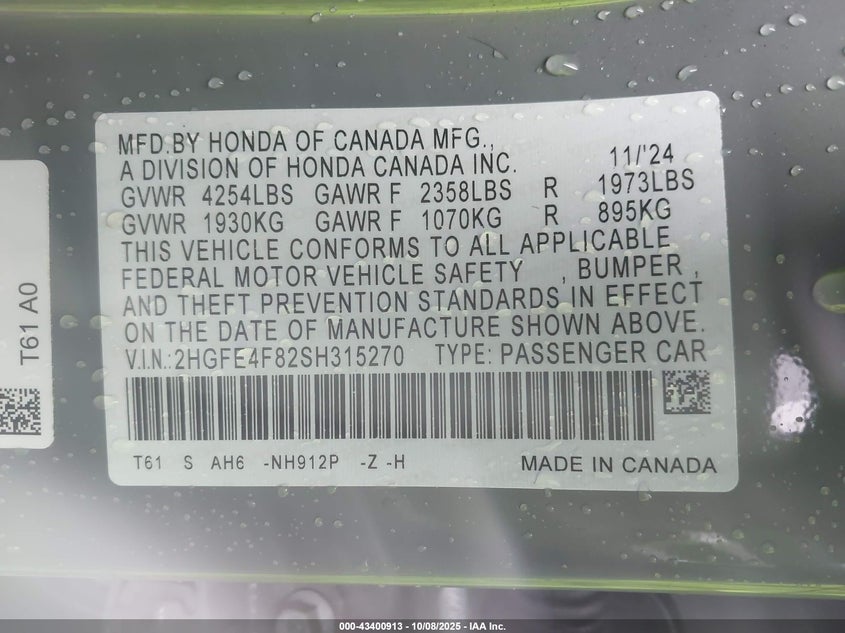 MFD.BY HONDA OF CANADA MFG.,
A DIVISION OF HONDA CANADA INC. 11/'24
GVWR 4254LBS GAWR F 2358LBS R 1973LBS
GVWR 1930KG GAWR F 1070KG R 895KG
THIS VEHICLE CONFORMS TO ALL APPLICABLE
FEDERAL MOTOR VEHICLE SAFETY , BUMPER ,
AND THEFT PREVENTION STANDARDS IN EFFECT
ON THE DATE OF MANUFACTURE SHOWN ABOVE.
V.I.N.:2HGFE4F82SH315270 TYPE: PASSENGER CAR
T61 S AH6 -NH912P -Z -H MADE IN CANADA
T61 A0
000-43400913 - 10/08/2025 - IAA Inc.